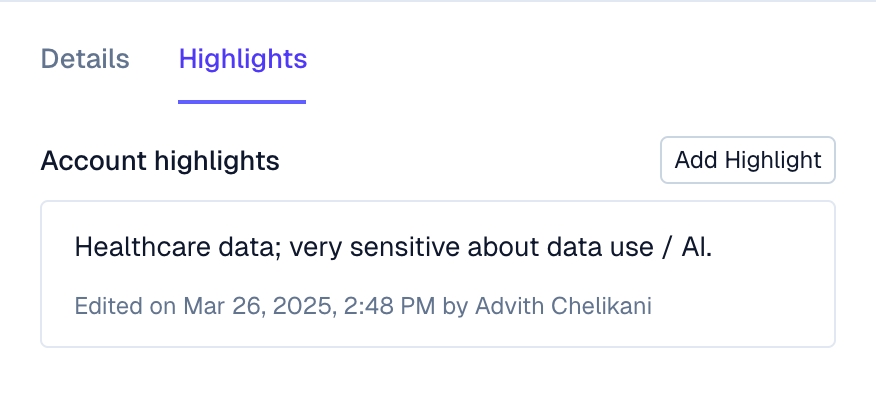 Details Highlights
Account highlights Add Highlight
Healthcare data; very sensitive about data use / AI.
Edited on Mar 26, 2025, 2:48 PM by Advith Chelikani